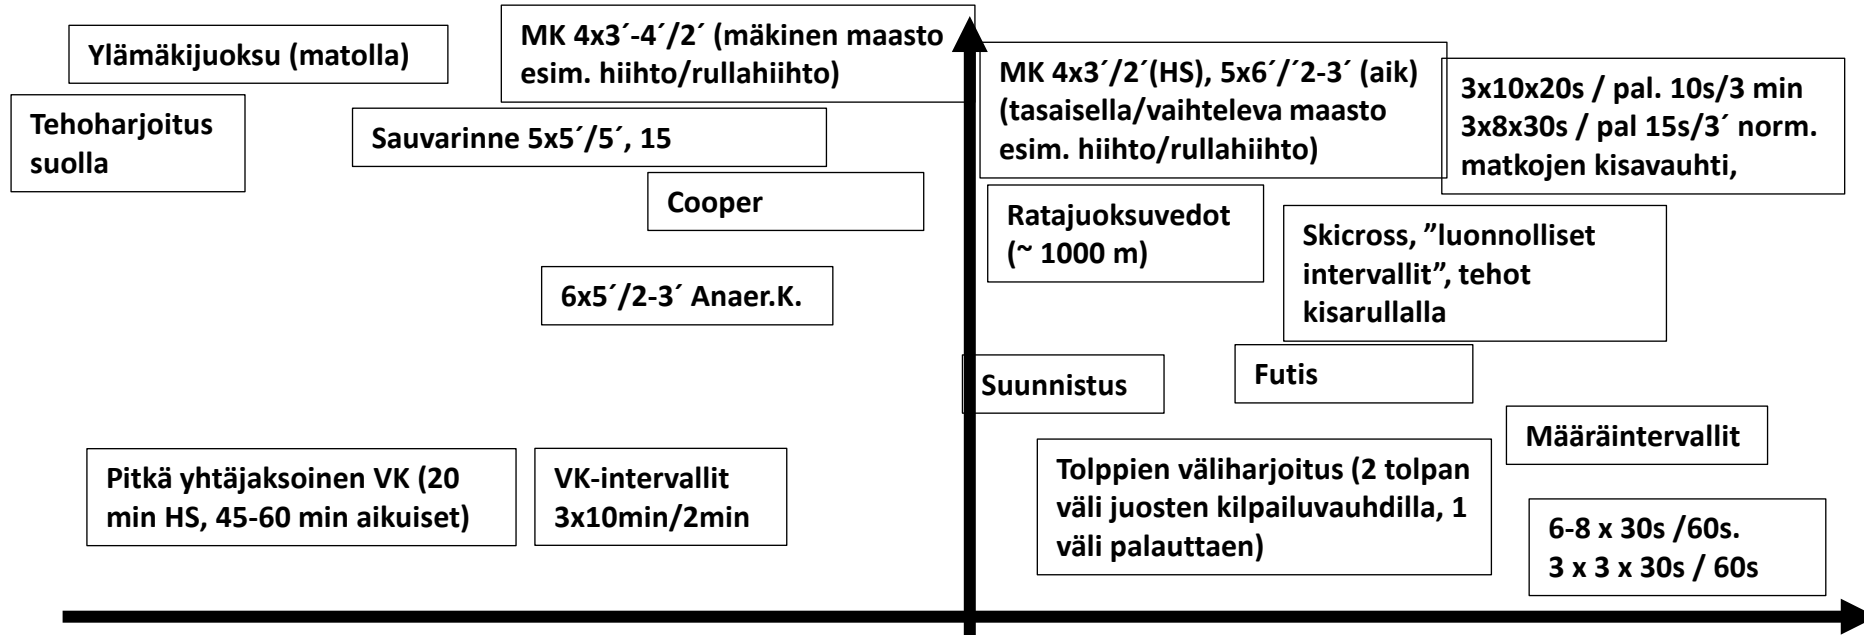 Ylämäkijuoksu (matolla)
MK 4x3´-4´/2´ (mäkinen maasto
esim. hiihto/rullahiihto)
MK 4x3´/2´(HS), 5x6´/´2-3´ (aik)
(tasaisella/vaihteleva maasto
esim. hiihto/rullahiihto)
3x10x20s / pal. 10s/3 min
3x8x30s / pal 15s/3´ norm.
matkojen kisavauhti,
Tehoharjoitus
suolla
Sauvarinne 5x5´/5´, 15
Cooper
Ratajuoksuvedot
(~ 1000 m)
Skicross, ”luonnolliset
intervallit”, tehot
kisarullalla
6x5´/2-3´ Anaer.K.
Suunnistus
Futis
Määräintervallit
Pitkä yhtäjaksoinen VK (20
min HS, 45-60 min aikuiset)
VK-intervallit
3x10min/2min
Tolppien väliharjoitus (2 tolpan
väli juosten kilpailuvauhdilla, 1
väli palauttaen)
6-8 x 30s /60s.
3 x 3 x 30s / 60s